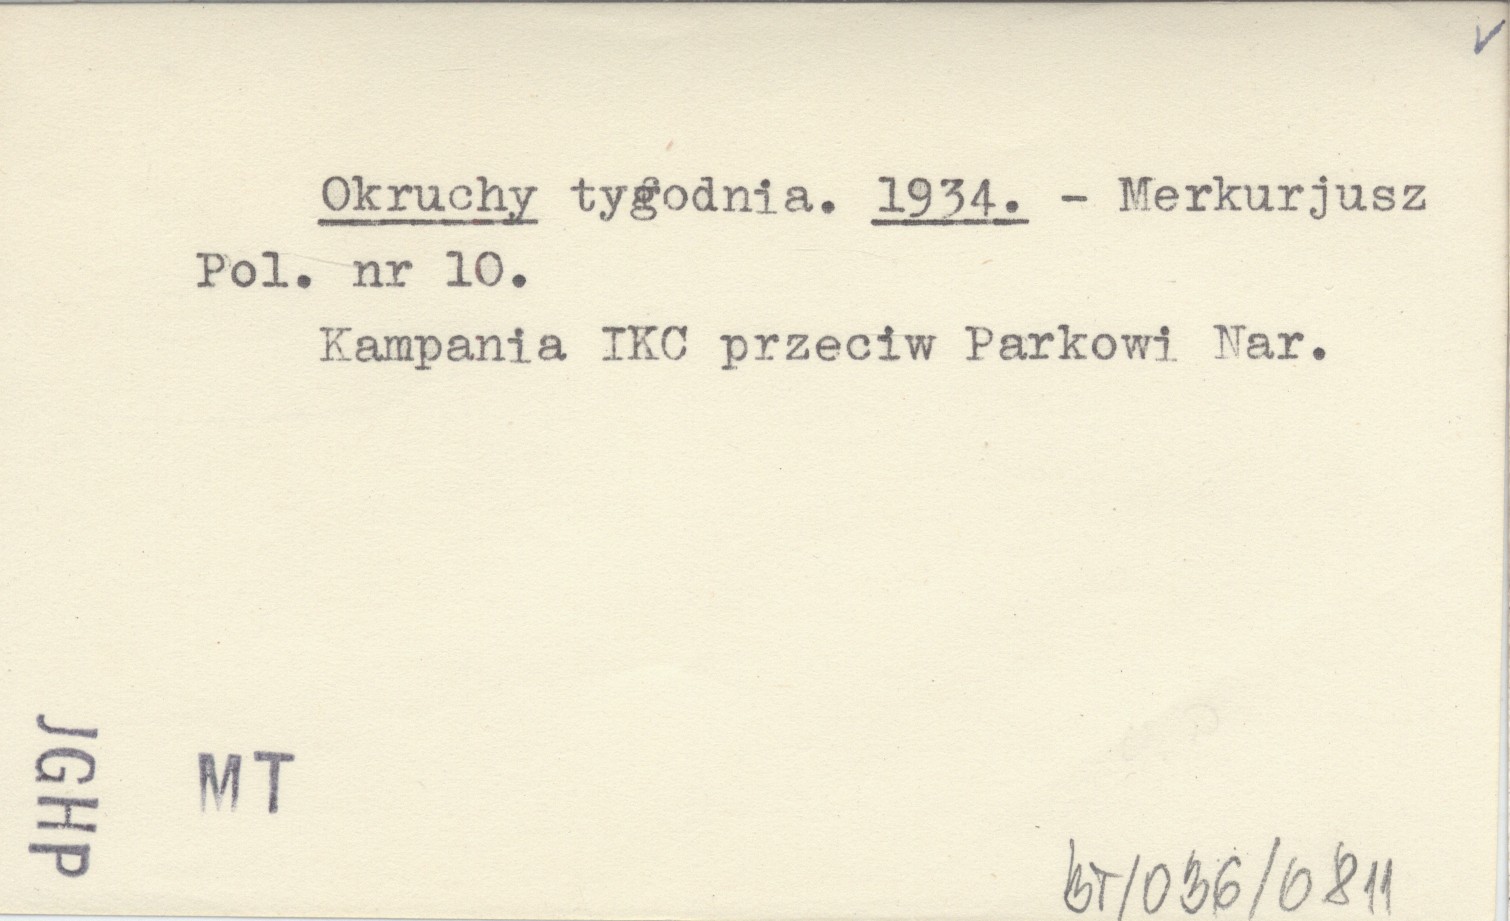 Okruchy tygodnia. 1934. - Merkurjusz
Pol. nr 10.
Kampania IKC przeciw Parkowi Nar.
JGHP
MT
BT/036/0811